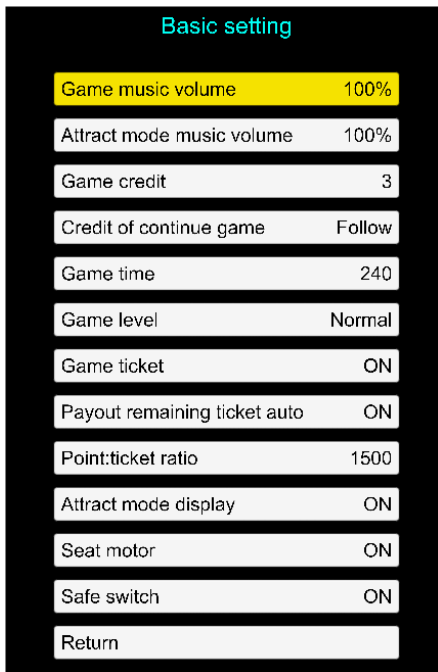 Basic setting
Game music volume 100%
Attract mode music volume 100%
Game credit 3
Credit of continue game Follow
Game time 240
Game level Normal
Game ticket ON
Payout remaining ticket auto ON
Point:ticket ratio 1500
Attract mode display ON
Seat motor ON
Safe switch ON
Return